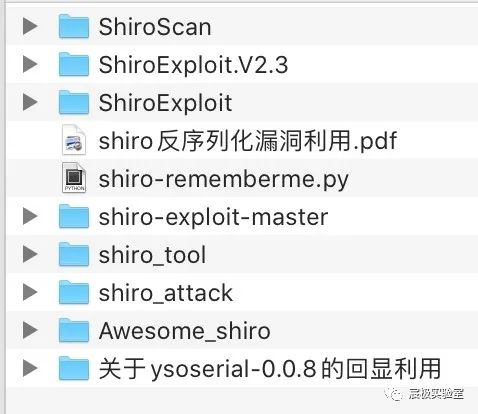 ShiroScan
ShiroExploit.V2.3
ShiroExploit
shiro反序列化漏洞利用.pdf
PYTHON
shiro-rememberme.py
shiro-exploit-master
shiro_tool
shiro_attack
Awesome_shiro
关于ysoserial-0.0.8的回显利用
宸极实验室